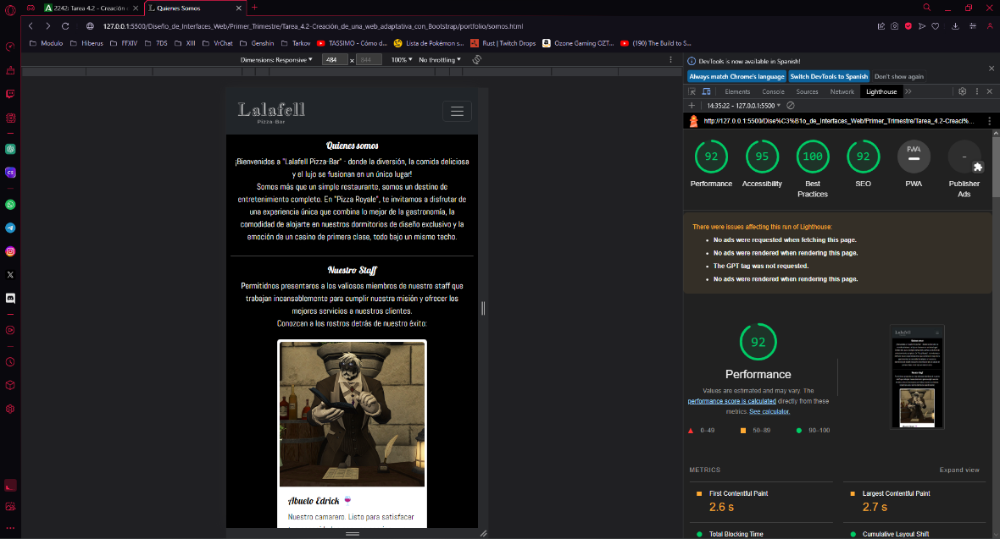 2242: Tarea 4.2 - Creación d
Quienes Somos
127.0.0.1:5500/Diseño_de_Interfaces_Web/Primer_Trimestre/Tarea_4.2-Creación_de_una_web_adaptativa_con_Bootstrap/portfolio/somos.html
Modulo Hiberus FFXIV 7DS XIII VrChat Genshin Tarkov TASSIMO - Cómo d... Lista de Pokémon s... Rust | Twitch Drops Ozone Gaming OZT... (190) The Build to S...
Dimensions: Responsive 484 x 844 100% No throttling
DevTools is now available in Spanish!
Always match Chrome's language Switch DevTools to Spanish Don't show again
Elements Console Sources Network Lighthouse
14:35:22 - 127.0.0.1:5500
http://127.0.0.1:5500/Dise%C3%B1o_de_Interfaces_Web/Primer_Trimestre/Tarea_4.2-Creaci%...
Lalafell
Pizza-Bar
Quienes somos
¡Bienvenidos a "Lalafell Pizza-Bar" - donde la diversión, la comida deliciosa
y el lujo se fusionan en un único lugar!
Somos más que un simple restaurante, somos un destino de
entretenimiento completo. En "Pizza Royale", te invitamos a disfrutar de
una experiencia única que combina lo mejor de la gastronomía, la
comodidad de alojarte en nuestros dormitorios de diseño exclusivo y la
emoción de un casino de primera clase, todo bajo un mismo techo.
Nuestro Staff
Permitidnos presentaros a los valiosos miembros de nuestro staff que
trabajan incansablemente para cumplir nuestra misión y ofrecer los
mejores servicios a nuestros clientes.
Conozcan a los rostros detrás de nuestro éxito:
Abuelo Edrick
Nuestro camarero. Listo para satisfacer
92 95 100 92 PWA -
Performance Accessibility Best Practices SEO PWA Publisher Ads
There were issues affecting this run of Lighthouse:
No ads were requested when fetching this page.
No ads were rendered when rendering this page.
The GPT tag was not requested.
No ads were rendered when rendering this page.
92
Performance
Values are estimated and may vary. The
performance score is calculated directly from these
metrics. See calculator.
0–49 50–89 90–100
METRICS Expand view
First Contentful Paint Largest Contentful Paint
2.6 s 2.7 s
Total Blocking Time Cumulative Layout Shift